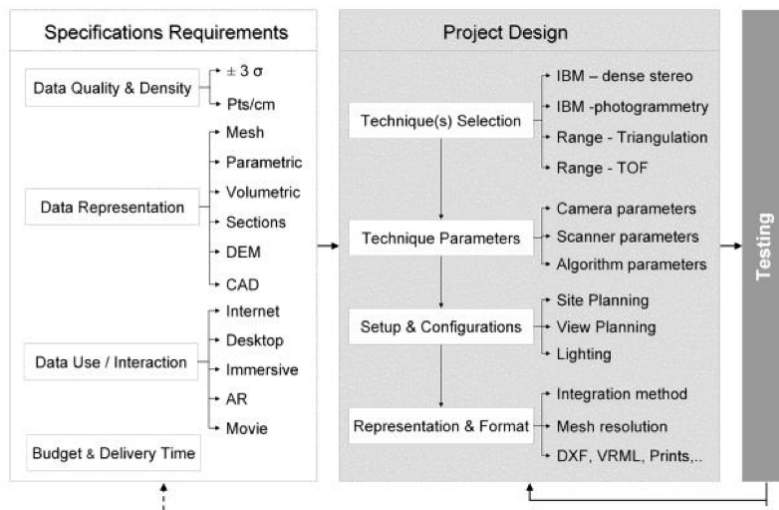 Specifications Requirements
Data Quality & Density
± 3 σ
Pts/cm
Data Representation
Mesh
Parametric
Volumetric
Sections
DEM
CAD
Data Use / Interaction
Internet
Desktop
Immersive
AR
Movie
Budget & Delivery Time
Project Design
Technique(s) Selection
IBM – dense stereo
IBM -photogrammetry
Range - Triangulation
Range - TOF
Technique Parameters
Camera parameters
Scanner parameters
Algorithm parameters
Setup & Configurations
Site Planning
View Planning
Lighting
Representation & Format
Integration method
Mesh resolution
DXF, VRML, Prints,..
Testing